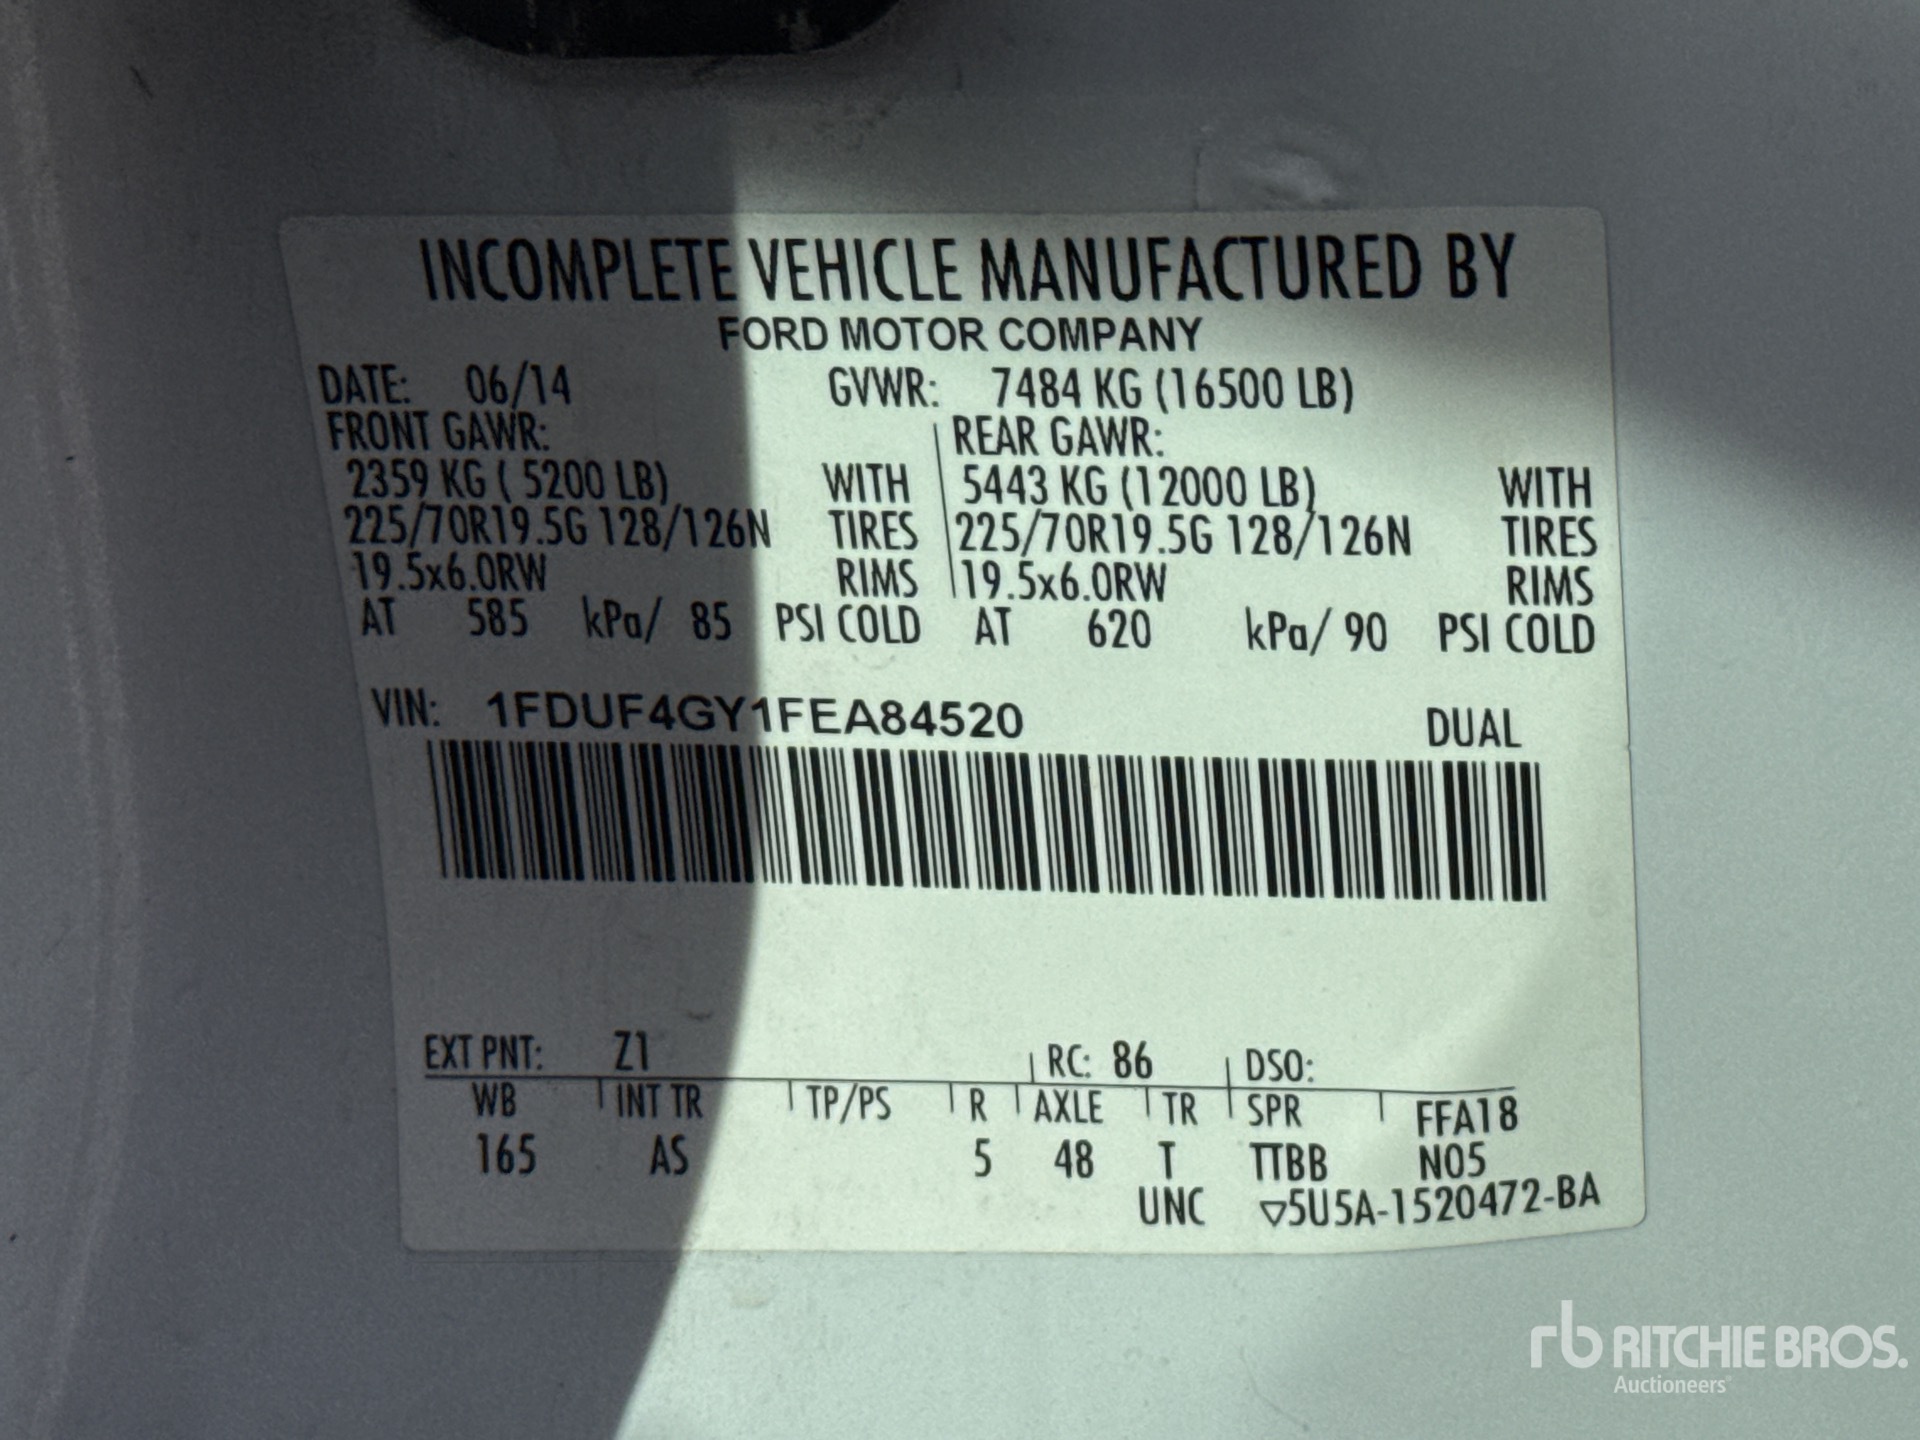 INCOMPLETE VEHICLE MANUFACTURED BY
FORD MOTOR COMPANY
DATE: 06/14 GVWR: 7484 KG (16500 LB)
FRONT GAWR: REAR GAWR:
2359 KG ( 5200 LB) WITH 5443 KG (12000 LB) WITH
225/70R19.5G 128/126N TIRES 225/70R19.5G 128/126N TIRES
19.5x6.0RW RIMS 19.5x6.0RW RIMS
AT 585 kPa/ 85 PSI COLD AT 620 kPa/ 90 PSI COLD
VIN: 1FDUF4GY1FEA84520 DUAL
EXT PNT: Z1 RC: 86 DSO:
WB INT TR TP/PS R AXLE TR SPR FFA18
165 AS 5 48 T TTBB N05
UNC ▽5U5A-1520472-BA
rb RITCHIE BROS.
Auctioneers